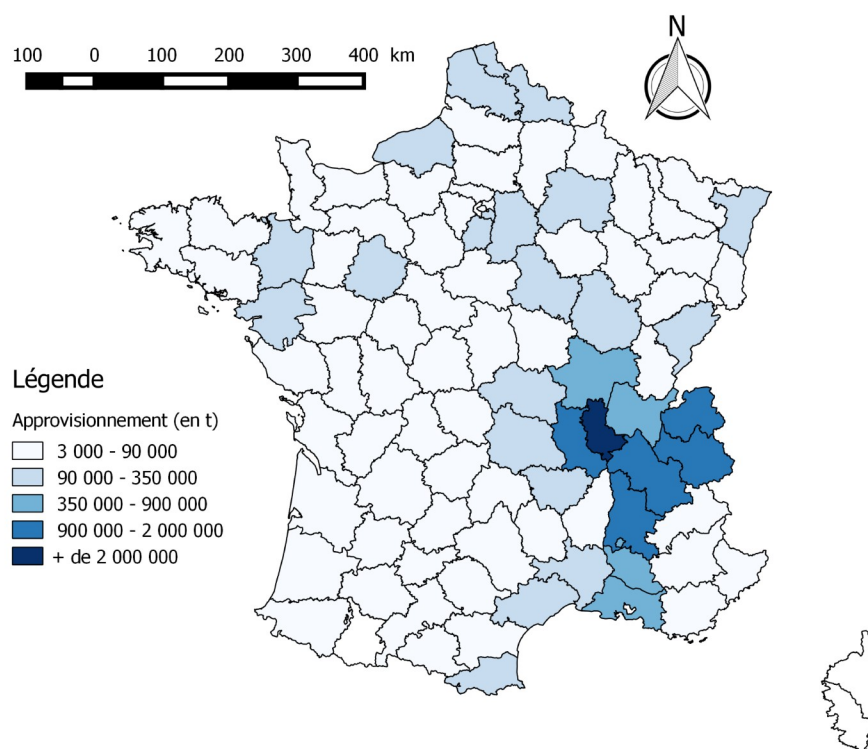 N
100 0 100 200 300 400 km
Légende
Approvisionnement (en t)
3 000 - 90 000
90 000 - 350 000
350 000 - 900 000
900 000 - 2 000 000
+ de 2 000 000